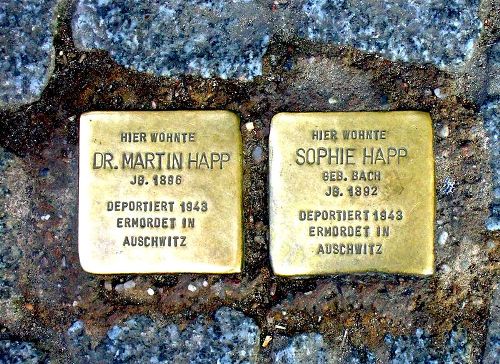 HIER WOHNTE
DR. MARTIN HAPP
JG. 1886
DEPORTIERT 1943
ERMORDET IN
AUSCHWITZ
HIER WOHNTE
SOPHIE HAPP
GEB. BACH
JG. 1892
DEPORTIERT 1943
ERMORDET IN
AUSCHWITZ